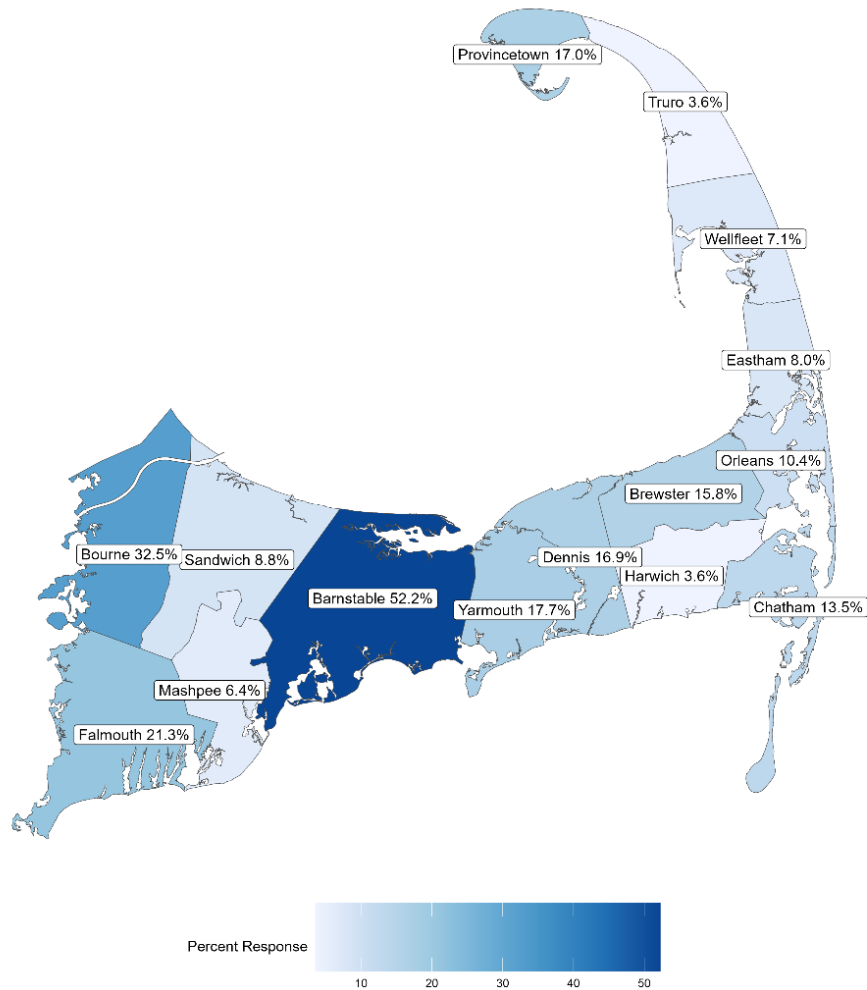 Provincetown 17.0%
Truro 3.6%
Wellfleet 7.1%
Eastham 8.0%
Orleans 10.4%
Brewster 15.8%
Bourne 32.5%
Sandwich 8.8%
Dennis 16.9%
Harwich 3.6%
Barnstable 52.2%
Yarmouth 17.7%
Chatham 13.5%
Mashpee 6.4%
Falmouth 21.3%
Percent Response
10 20 30 40 50